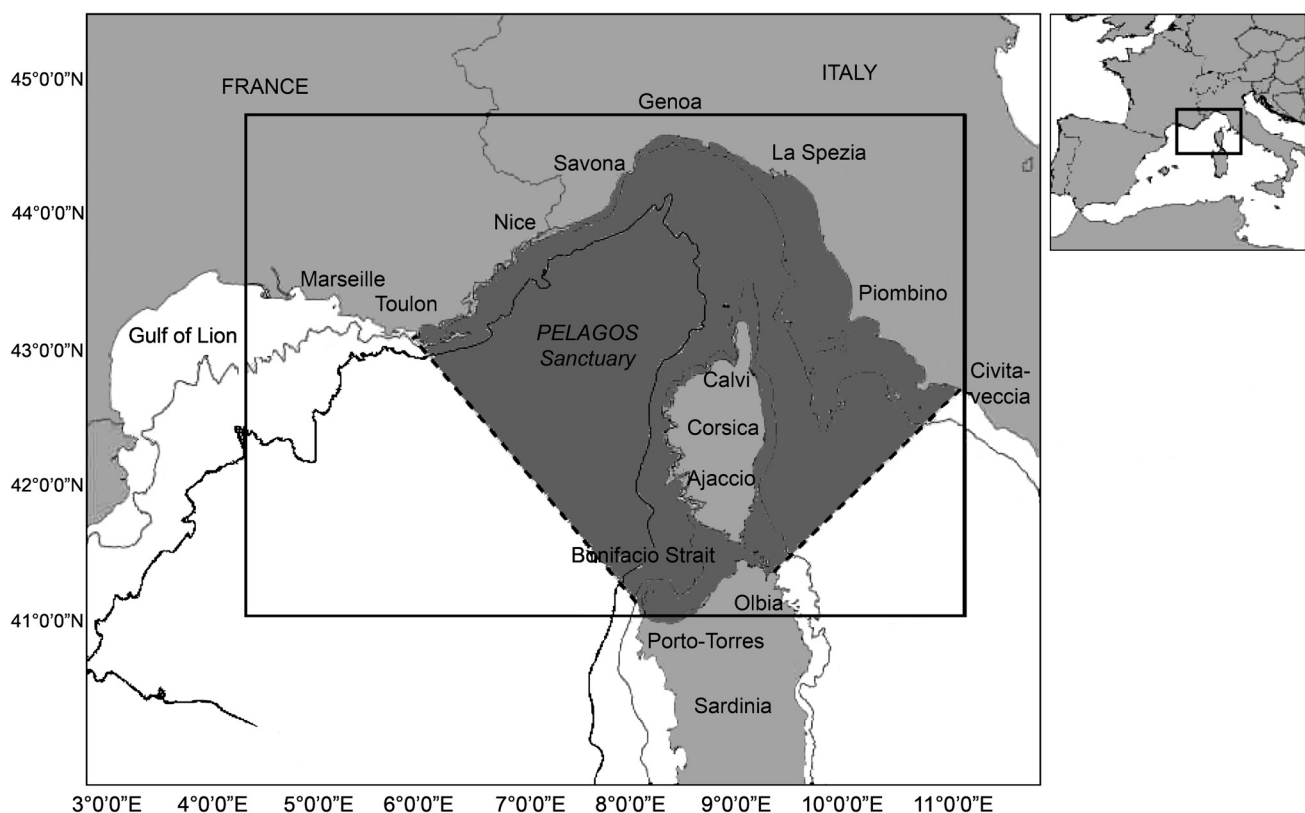 45°0'0"N
FRANCE
ITALY
Genoa
Savona
La Spezia
44°0'0"N
Nice
Marseille
Toulon
Piombino
Gulf of Lion
43°0'0"N
PELAGOS
Sanctuary
Calvi
Civita-
veccia
Corsica
42°0'0"N
Ajaccio
Bonifacio Strait
41°0'0"N
Olbia
Porto-Torres
Sardinia
3°0'0"E
4°0'0"E
5°0'0"E
6°0'0"E
7°0'0"E
8°0'0"E
9°0'0"E
10°0'0"E
11°0'0"E